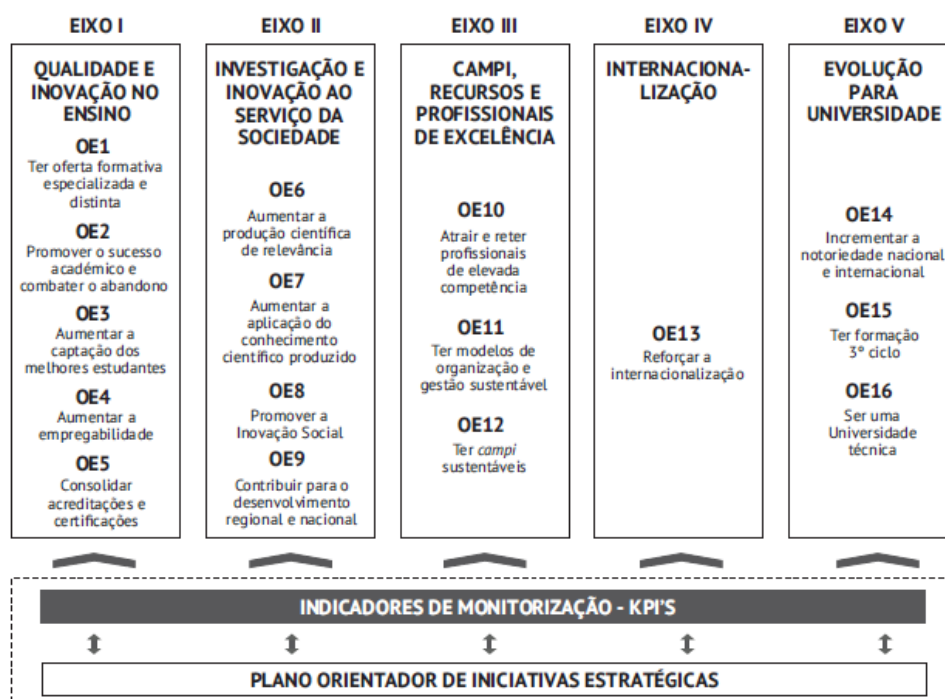 EIXO I
QUALIDADE E
INOVAÇÃO NO
ENSINO
OE1
Ter oferta formativa
especializada e
distinta
OE2
Promover o sucesso
académico e
combater o abandono
OE3
Aumentar a
captação dos
melhores estudantes
OE4
Aumentar a
empregabilidade
OE5
Consolidar
acreditações e
certificações
EIXO II
INVESTIGAÇÃO E
INOVAÇÃO AO
SERVIÇO DA
SOCIEDADE
OE6
Aumentar a
produção científica
de relevância
OE7
Aumentar a
aplicação do
conhecimento
científico produzido
OE8
Promover a
Inovação Social
OE9
Contribuir para o
desenvolvimento
regional e nacional
EIXO III
CAMPI,
RECURSOS E
PROFISSIONAIS
DE EXCELÊNCIA
OE10
Atrair e reter
profissionais
de elevada
competência
OE11
Ter modelos de
organização e
gestão sustentável
OE12
Ter campi
sustentáveis
EIXO IV
INTERNACIONA-
LIZAÇÃO
OE13
Reforçar a
internacionalização
EIXO V
EVOLUÇÃO
PARA
UNIVERSIDADE
OE14
Incrementar a
notoriedade nacional
e internacional
OE15
Ter formação
3º ciclo
OE16
Ser uma
Universidade
técnica
INDICADORES DE MONITORIZAÇÃO - KPI'S
PLANO ORIENTADOR DE INICIATIVAS ESTRATÉGICAS